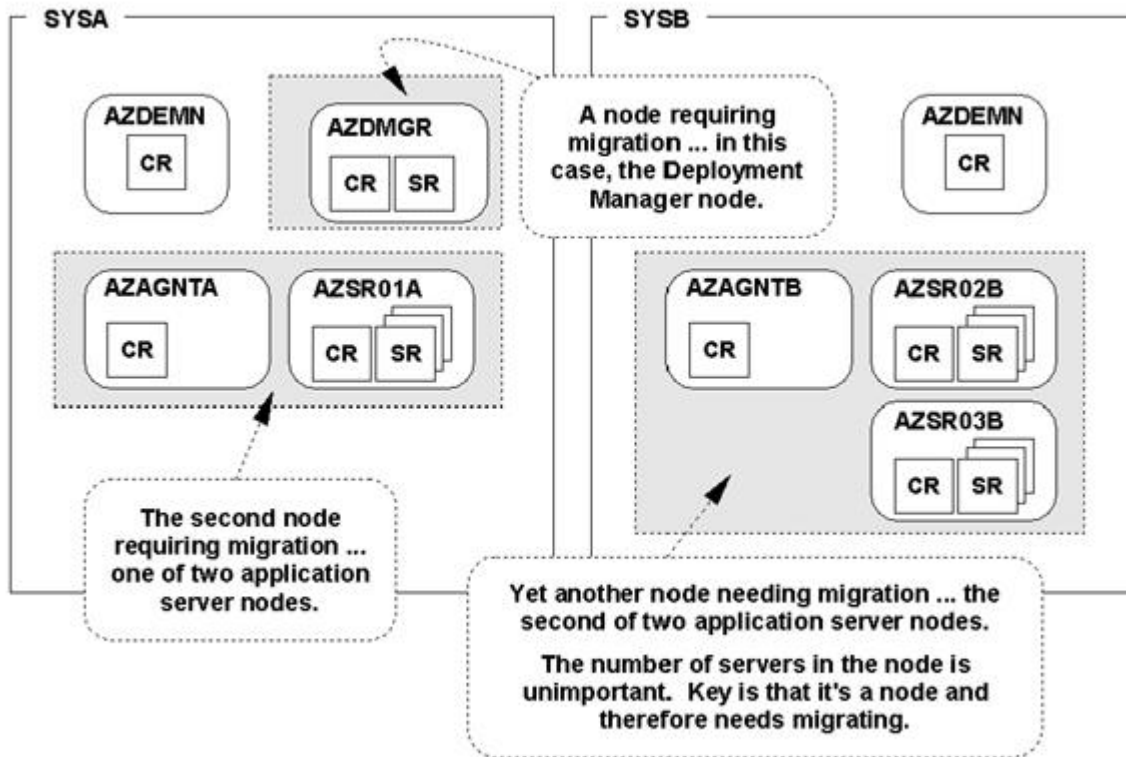 SYSA
SYSB
AZDEMN
CR
AZDMGR
CR SR
A node requiring
migration ... in this
case, the Deployment
Manager node.
AZDEMN
CR
AZAGNTA
CR
AZSR01A
CR SR
AZAGNTB
CR
AZSR02B
CR SR
AZSR03B
CR SR
The second node
requiring migration ...
one of two application
server nodes.
Yet another node needing migration ... the
second of two application server nodes.
The number of servers in the node is
unimportant. Key is that it's a node and
therefore needs migrating.